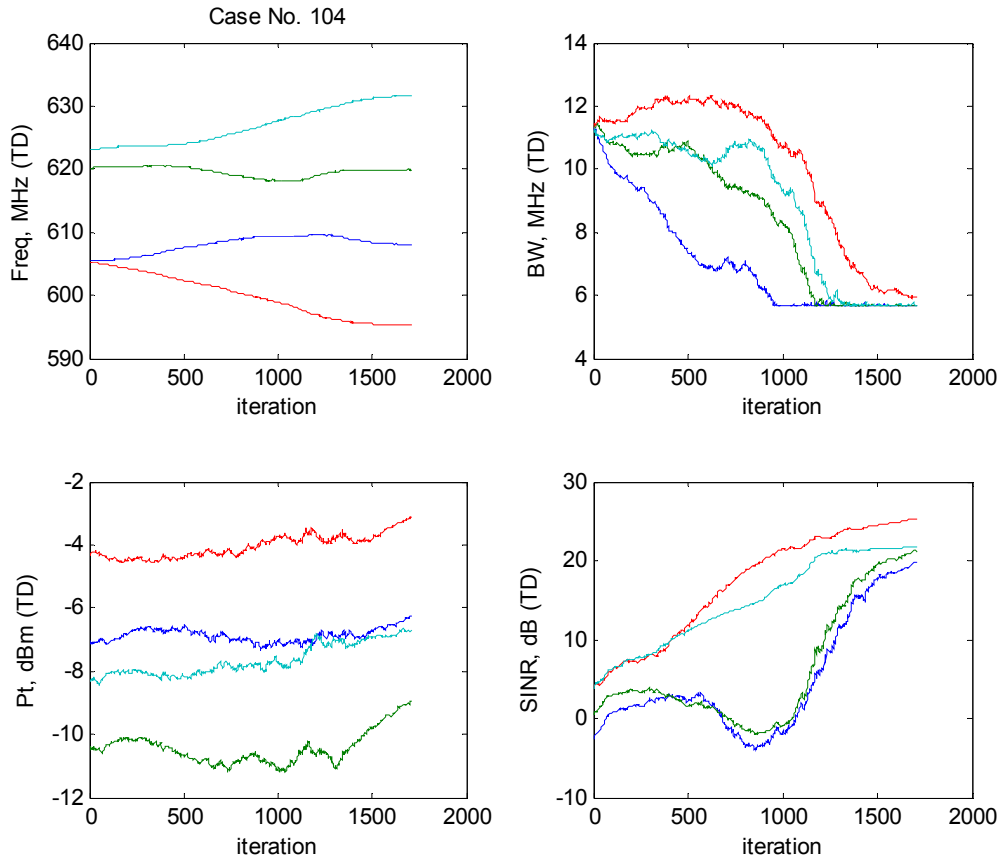 Case No. 104
Freq, MHz (TD)
640
630
620
610
600
590
0 500 1000 1500 2000
iteration
BW, MHz (TD)
14
12
10
8
6
4
0 500 1000 1500 2000
iteration
Pt, dBm (TD)
-2
-4
-6
-8
-10
-12
0 500 1000 1500 2000
iteration
SINR, dB (TD)
30
20
10
0
-10
0 500 1000 1500 2000
iteration